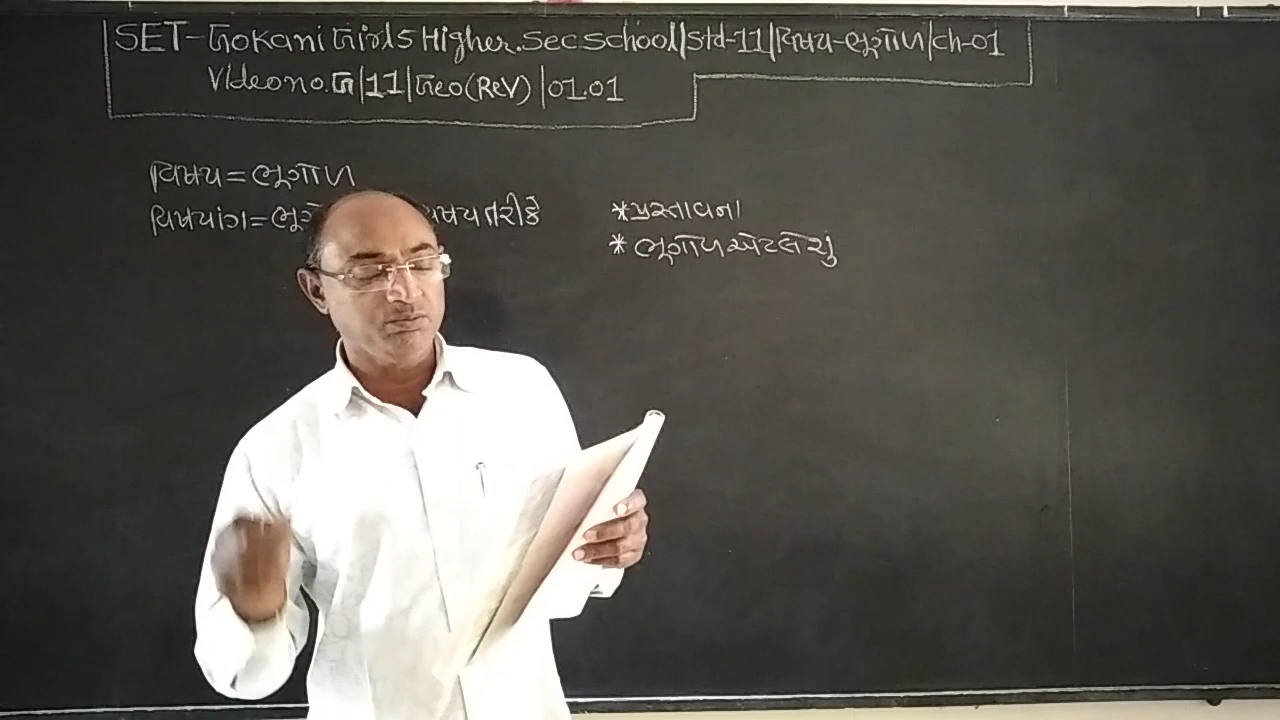 SET-Gokani Girls Higher.Sec School|Std-11|વિષય-ભૂગોળ|ch-01
Video no.G|11|Geo(Rev)|01.01
વિષય=ભૂગોળ
વિષયાંગ= તરીકે
*પ્રસ્તાવના
*ભૂગોળ એટલે શું